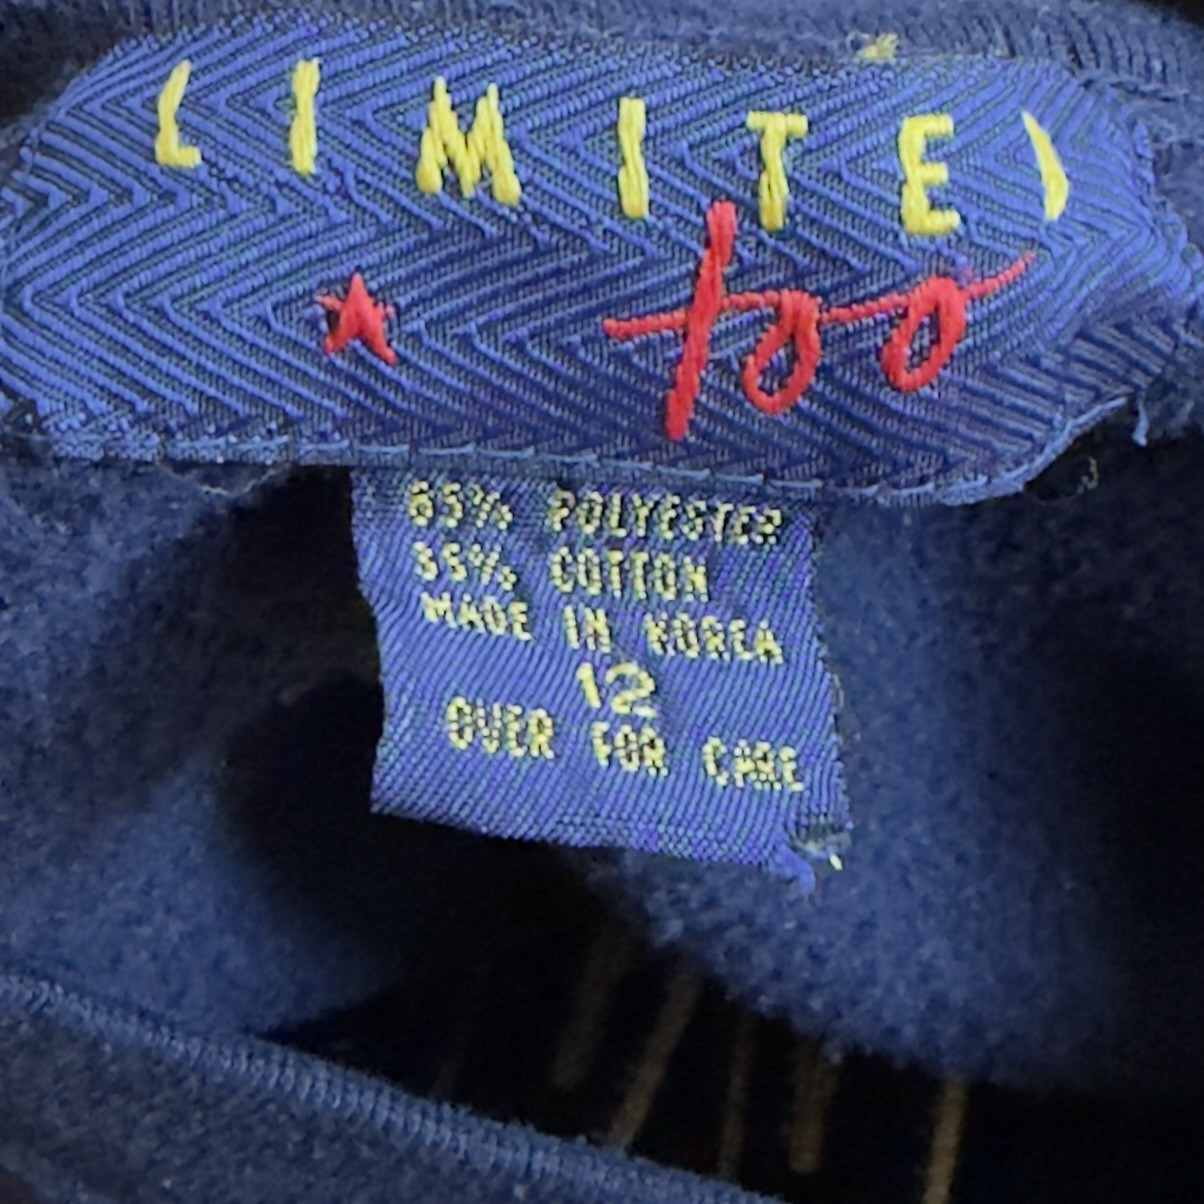 LIMITED
too
65% POLYESTER
35% COTTON
MADE IN KOREA
12
OVER FOR CARE